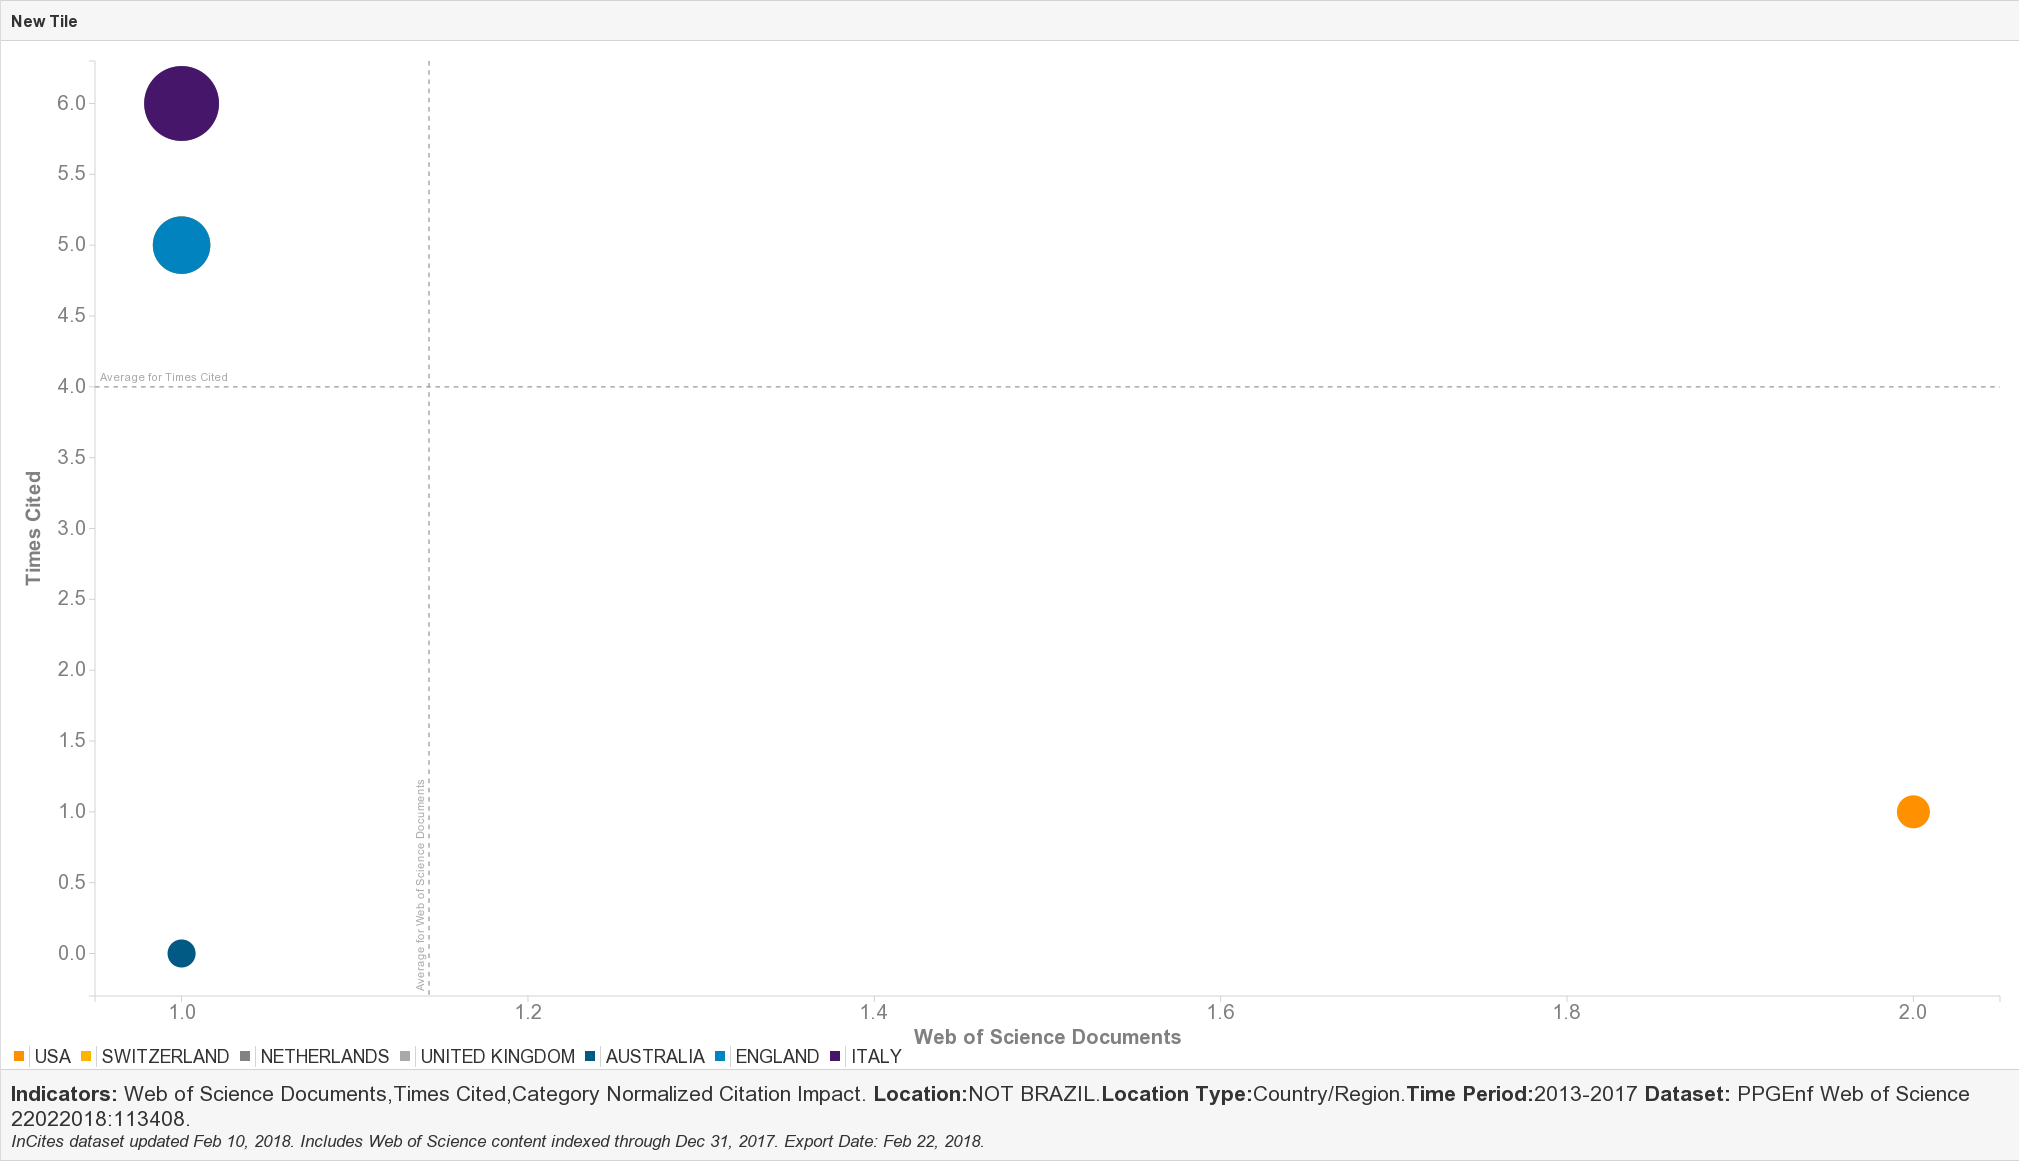 New Tile
6.0
5.5
5.0
4.5
Average for Times Cited
4.0
3.5
3.0
Times Cited
2.5
2.0
1.5
1.0
Average for Web of Science Documents
0.5
0.0
1.0 1.2 1.4 1.6 1.8 2.0
Web of Science Documents
USA SWITZERLAND NETHERLANDS UNITED KINGDOM AUSTRALIA ENGLAND ITALY
Indicators: Web of Science Documents,Times Cited,Category Normalized Citation Impact. Location:NOT BRAZIL.Location Type:Country/Region.Time Period:2013-2017 Dataset: PPGEnf Web of Science
22022018:113408.
InCites dataset updated Feb 10, 2018. Includes Web of Science content indexed through Dec 31, 2017. Export Date: Feb 22, 2018.